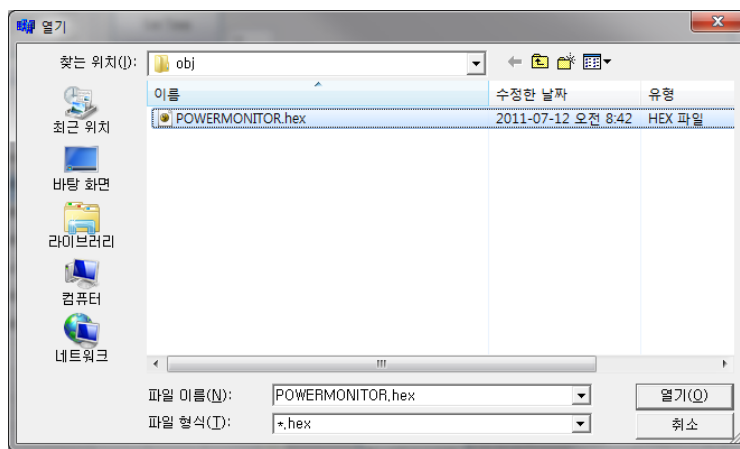 열기
찾는 위치(I): obj
이름 수정한 날짜 유형
POWERMONITOR.hex 2011-07-12 오전 8:42 HEX 파일
최근 위치
바탕 화면
라이브러리
컴퓨터
네트워크
파일 이름(N): POWERMONITOR.hex 열기(O)
파일 형식(T): *.hex 취소